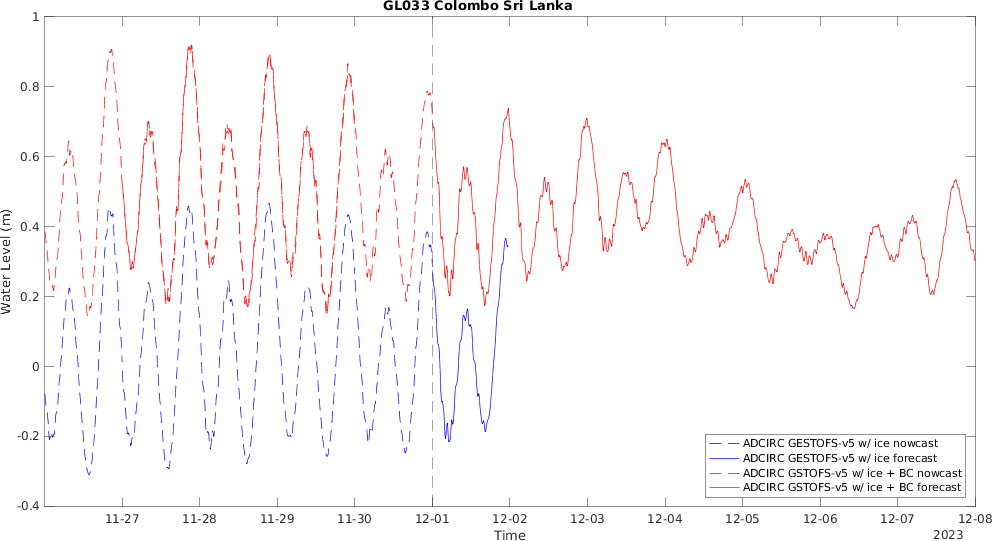 GL033 Colombo Sri Lanka
1
0.8
0.6
0.4
0.2
0
-0.2
-0.4
Water Level (m)
ADCIRC GESTOFS-v5 w/ ice nowcast
ADCIRC GESTOFS-v5 w/ ice forecast
ADCIRC GSTOFS-v5 w/ ice + BC nowcast
ADCIRC GSTOFS-v5 w/ ice + BC forecast
11-27 11-28 11-29 11-30 12-01 12-02 12-03 12-04 12-05 12-06 12-07 12-08
Time
2023